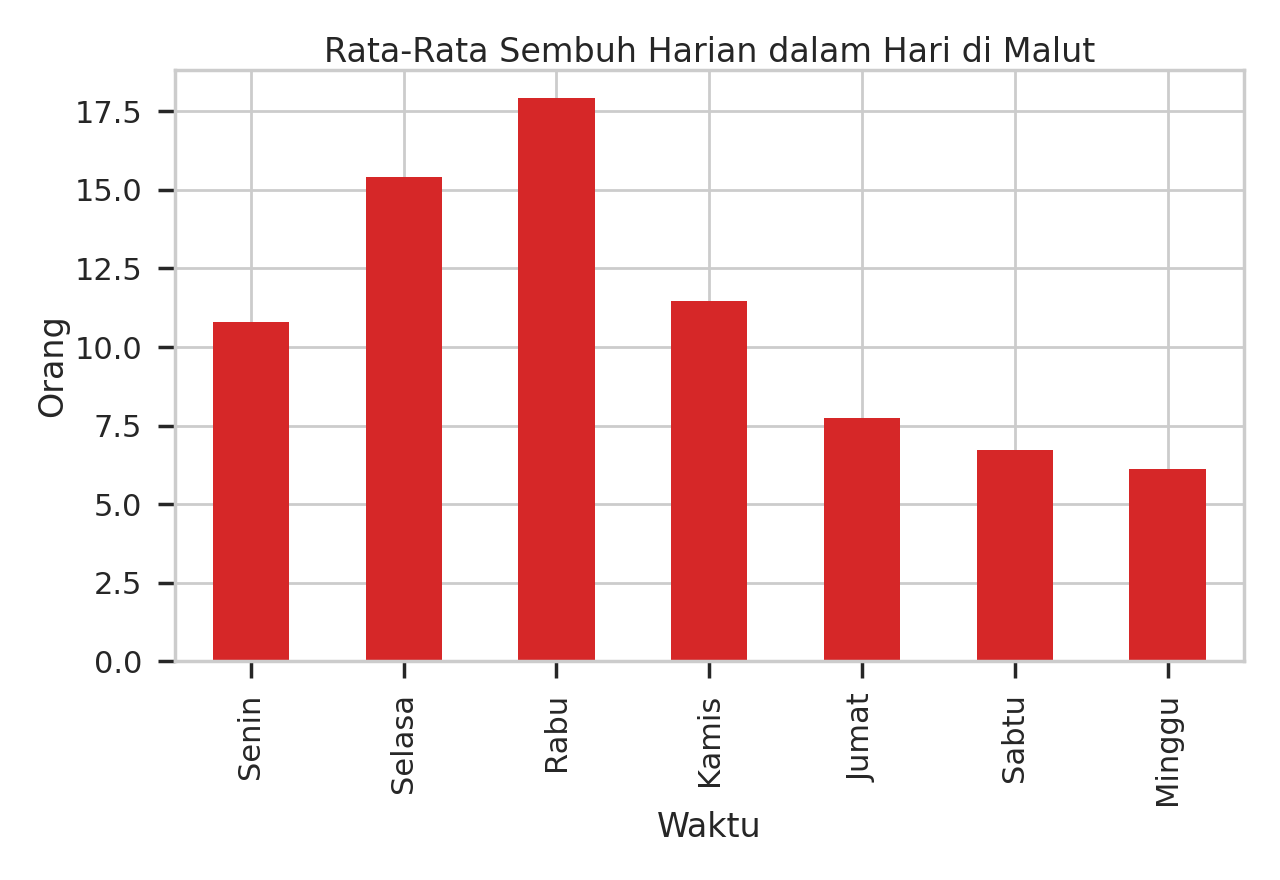 Rata-Rata Sembuh Harian dalam Hari di Malut
Orang
17.5
15.0
12.5
10.0
7.5
5.0
2.5
0.0
Senin
Selasa
Rabu
Kamis
Jumat
Sabtu
Minggu
Waktu